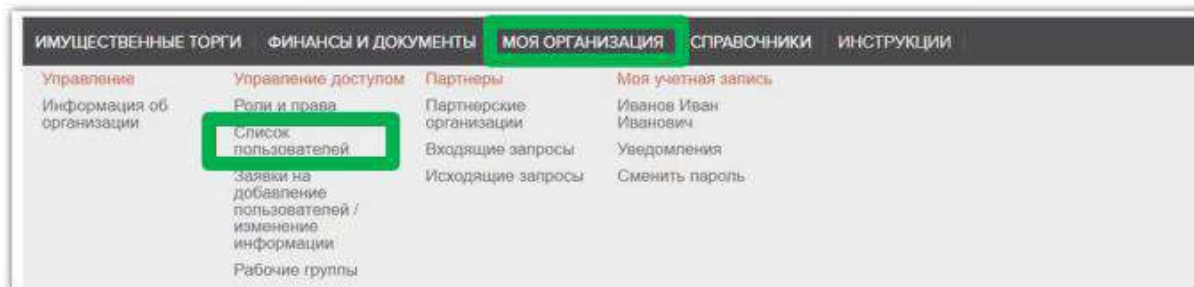 ИМУЩЕСТВЕННЫЕ ТОРГИ ФИНАНСЫ И ДОКУМЕНТЫ МОЯ ОРГАНИЗАЦИЯ СПРАВОЧНИКИ ИНСТРУКЦИИ
Управление
Информация об
организации
Управление доступом
Роли и права
Список
пользователей
Заявки на
добавление
пользователей /
изменение
информации
Рабочие группы
Партнеры
Партнерские
организации
Входящие запросы
Исходящие запросы
Моя учетная запись
Иванов Иван
Иванович
Уведомления
Сменить пароль